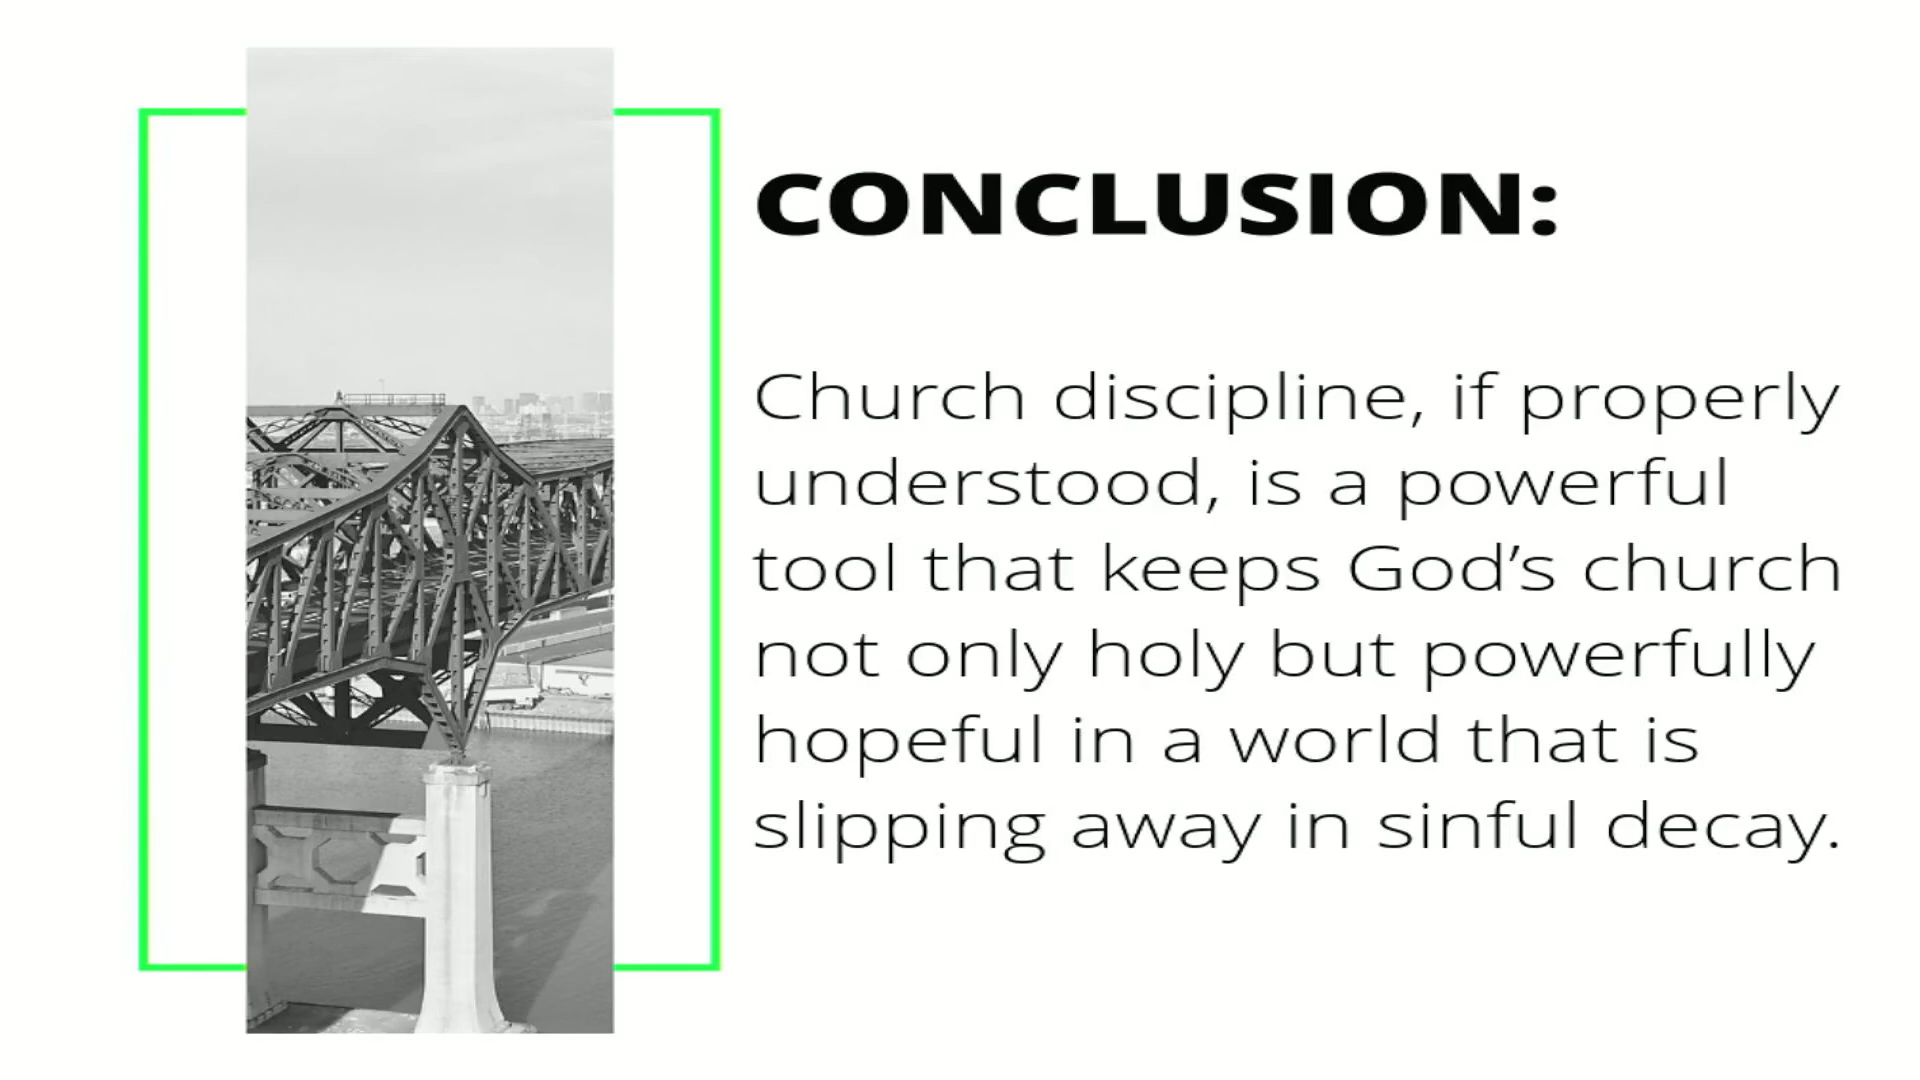 CONCLUSION:
Church discipline, if properly
understood, is a powerful
tool that keeps God’s church
not only holy but powerfully
hopeful in a world that is
slipping away in sinful decay.